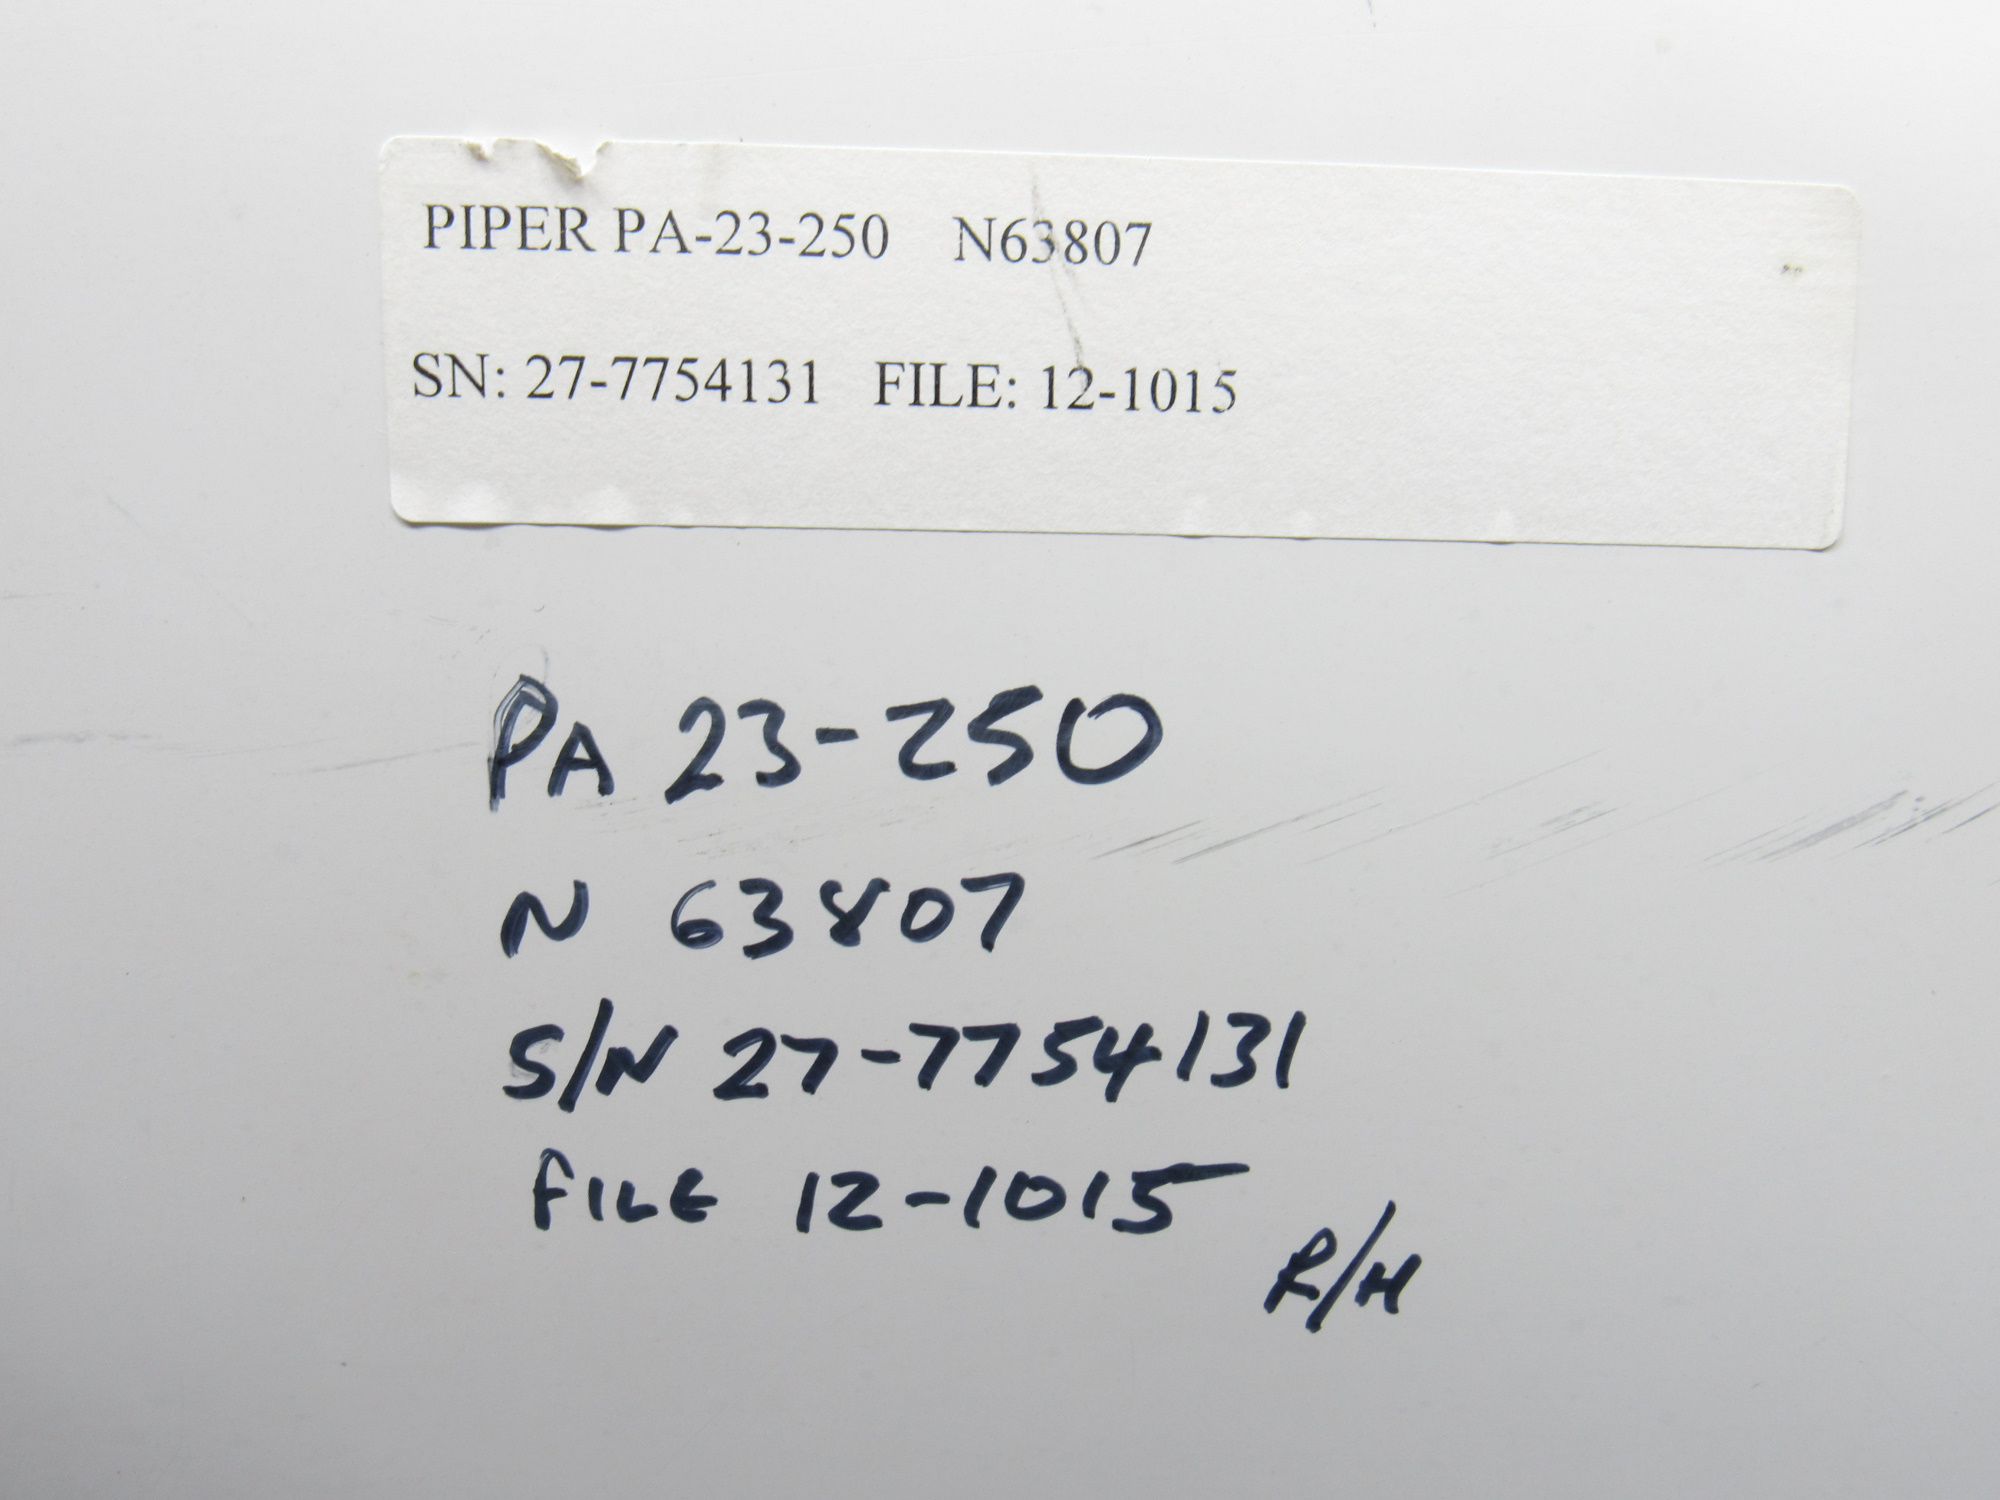 PIPER PA-23-250 N63807
SN: 27-7754131 FILE: 12-1015
PA 23-250
N 63807
S/N 27-7754131
FILE 12-1015
R/H